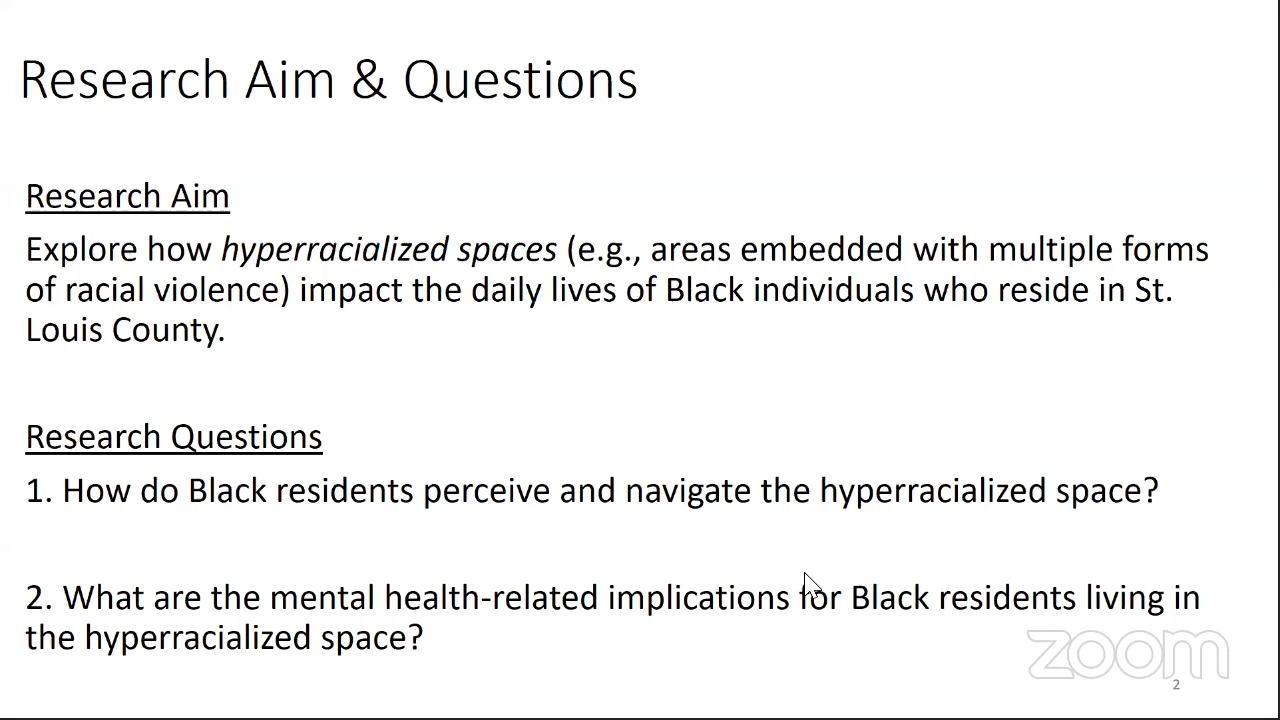 Research Aim & Questions
Research Aim
Explore how hyperracialized spaces (e.g., areas embedded with multiple forms
of racial violence) impact the daily lives of Black individuals who reside in St.
Louis County.
Research Questions
1. How do Black residents perceive and navigate the hyperracialized space?
2. What are the mental health-related implications for Black residents living in
the hyperracialized space?
zoom
2